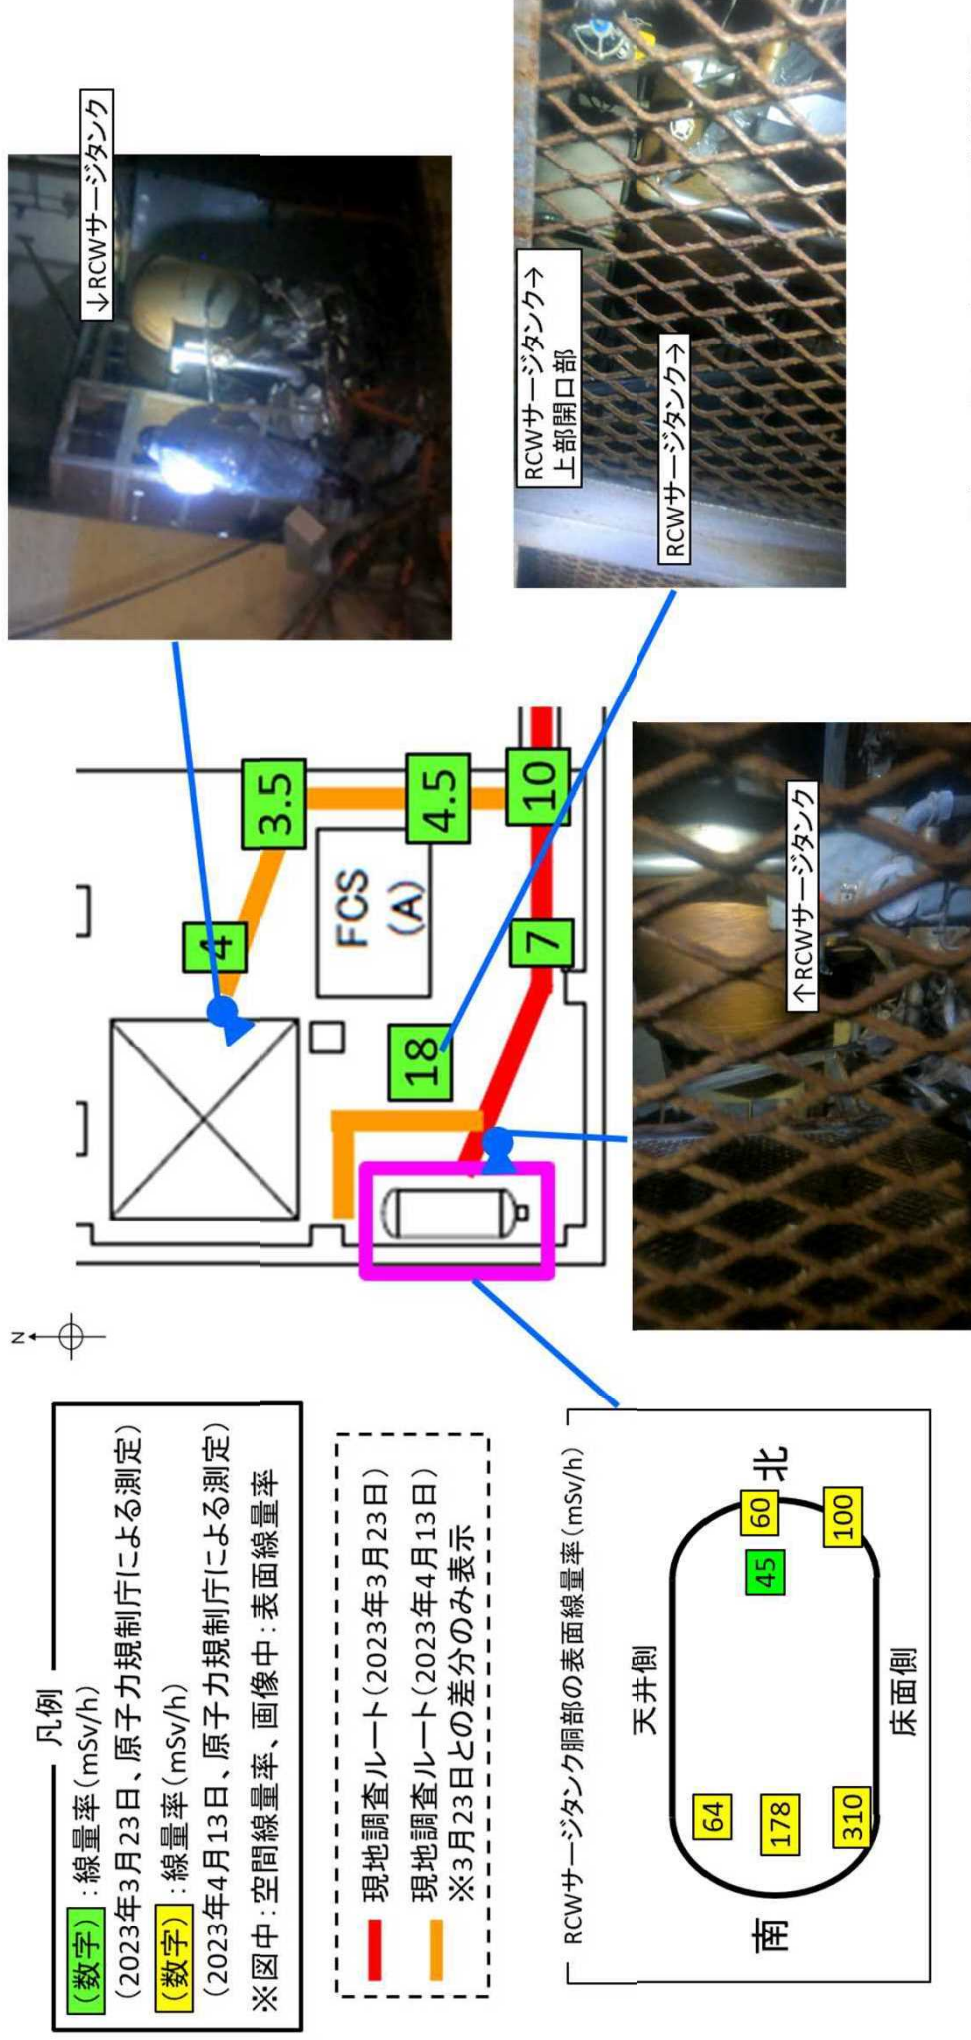 凡例
(数字):線量率(mSv/h)
(2023年3月23日、原子力規制庁による測定)
(数字):線量率(mSv/h)
(2023年4月13日、原子力規制庁による測定)
※図中:空間線量率、画像中:表面線量率
現地調査ルート(2023年3月23日)
現地調査ルート(2023年4月13日)
※3月23日との差分のみ表示
RCWサージタンク胴部の表面線量率(mSv/h)
天井側
南
北
64
178
310
45
60
100
床面側
N
4
3.5
FCS
(A)
4.5
18
7
10
↓RCWサージタンク
RCWサージタンク→
上部開口部
RCWサージタンク→
↑RCWサージタンク